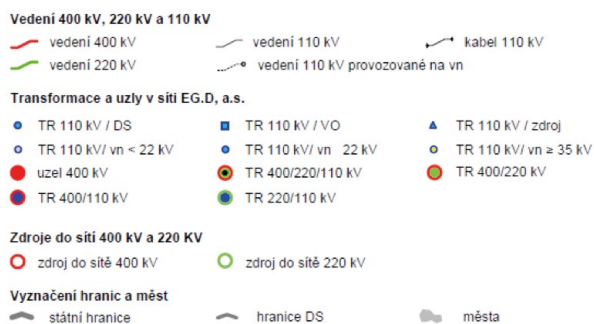 Vedení 400 kV, 220 kV a 110 kV
vedení 400 kV vedení 110 kV kabel 110 kV
vedení 220 kV vedení 110 kV provozované na vn
Transformace a uzly v síti EG.D, a.s.
TR 110 kV / DS TR 110 kV / VO TR 110 kV / zdroj
TR 110 kV/ vn < 22 kV TR 110 kV/ vn 22 kV TR 110 kV/ vn ≥ 35 kV
uzel 400 kV TR 400/220/110 kV TR 400/220 kV
TR 400/110 kV TR 220/110 kV
Zdroje do sítí 400 kV a 220 KV
zdroj do sítě 400 kV zdroj do sítě 220 kV
Vyznačení hranic a měst
státní hranice hranice DS města